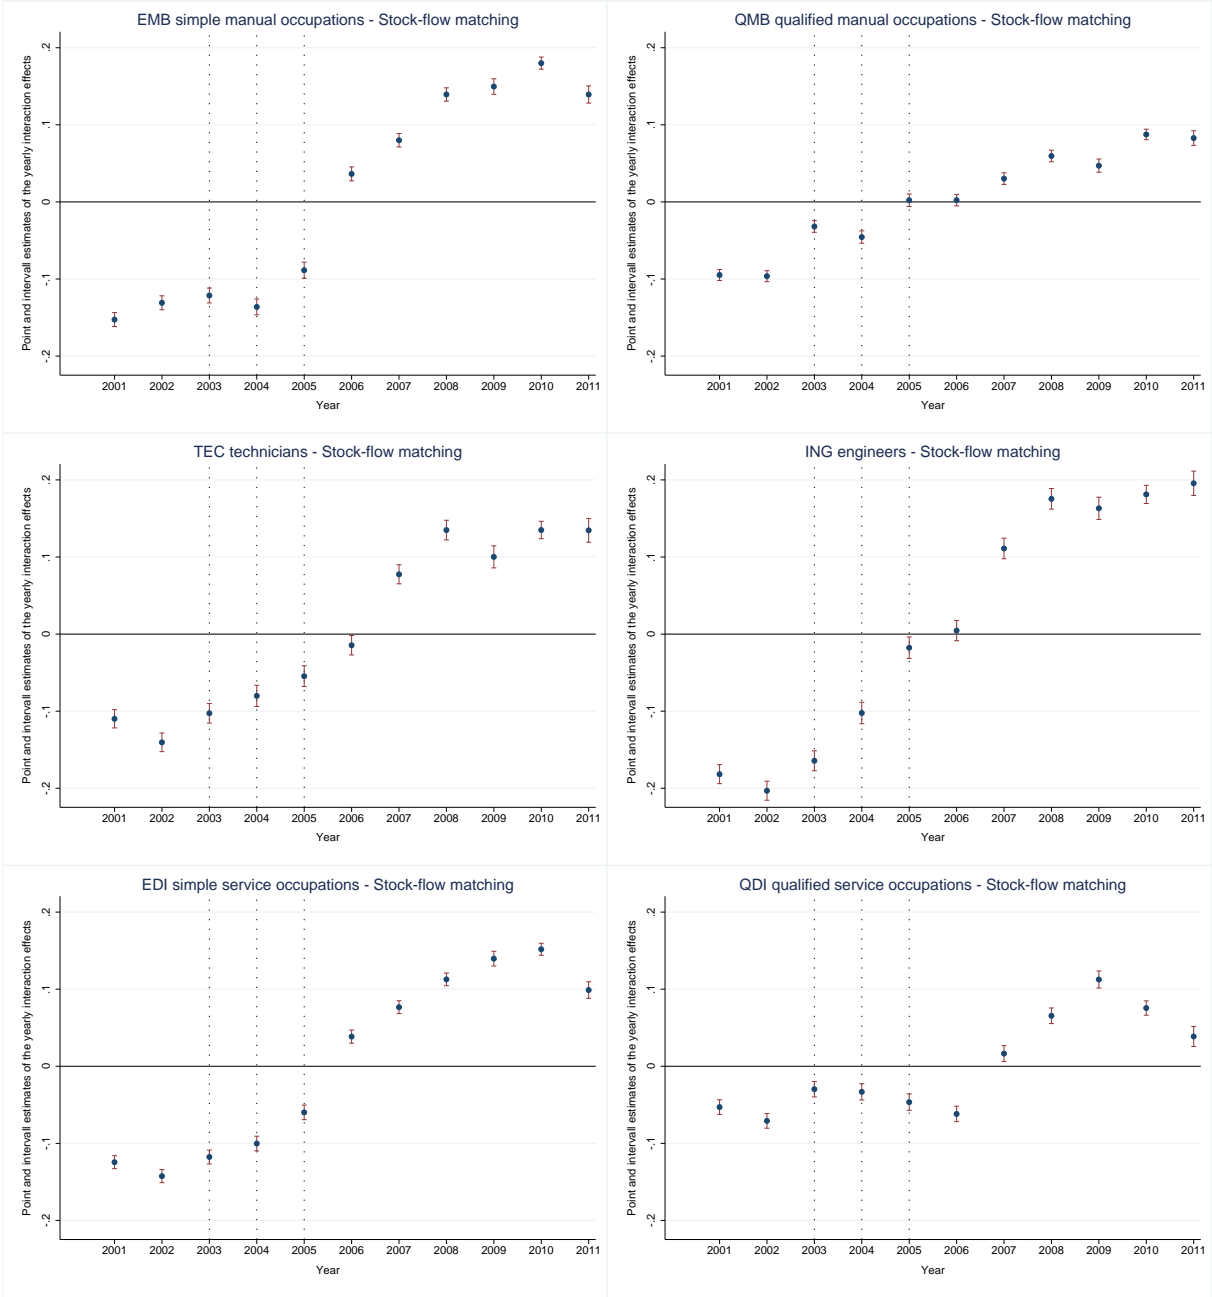 EMB simple manual occupations - Stock-flow matching
Point and intervall estimates of the yearly interaction effects
.2
.1
0
-.1
-.2
2001 2002 2003 2004 2005 2006 2007 2008 2009 2010 2011
Year
QMB qualified manual occupations - Stock-flow matching
Point and intervall estimates of the yearly interaction effects
.2
.1
0
-.1
-.2
2001 2002 2003 2004 2005 2006 2007 2008 2009 2010 2011
Year
TEC technicians - Stock-flow matching
Point and intervall estimates of the yearly interaction effects
.2
.1
0
-.1
-.2
2001 2002 2003 2004 2005 2006 2007 2008 2009 2010 2011
Year
ING engineers - Stock-flow matching
Point and intervall estimates of the yearly interaction effects
.2
.1
0
-.1
-.2
2001 2002 2003 2004 2005 2006 2007 2008 2009 2010 2011
Year
EDI simple service occupations - Stock-flow matching
Point and intervall estimates of the yearly interaction effects
.2
.1
0
-.1
-.2
2001 2002 2003 2004 2005 2006 2007 2008 2009 2010 2011
Year
QDI qualified service occupations - Stock-flow matching
Point and intervall estimates of the yearly interaction effects
.2
.1
0
-.1
-.2
2001 2002 2003 2004 2005 2006 2007 2008 2009 2010 2011
Year